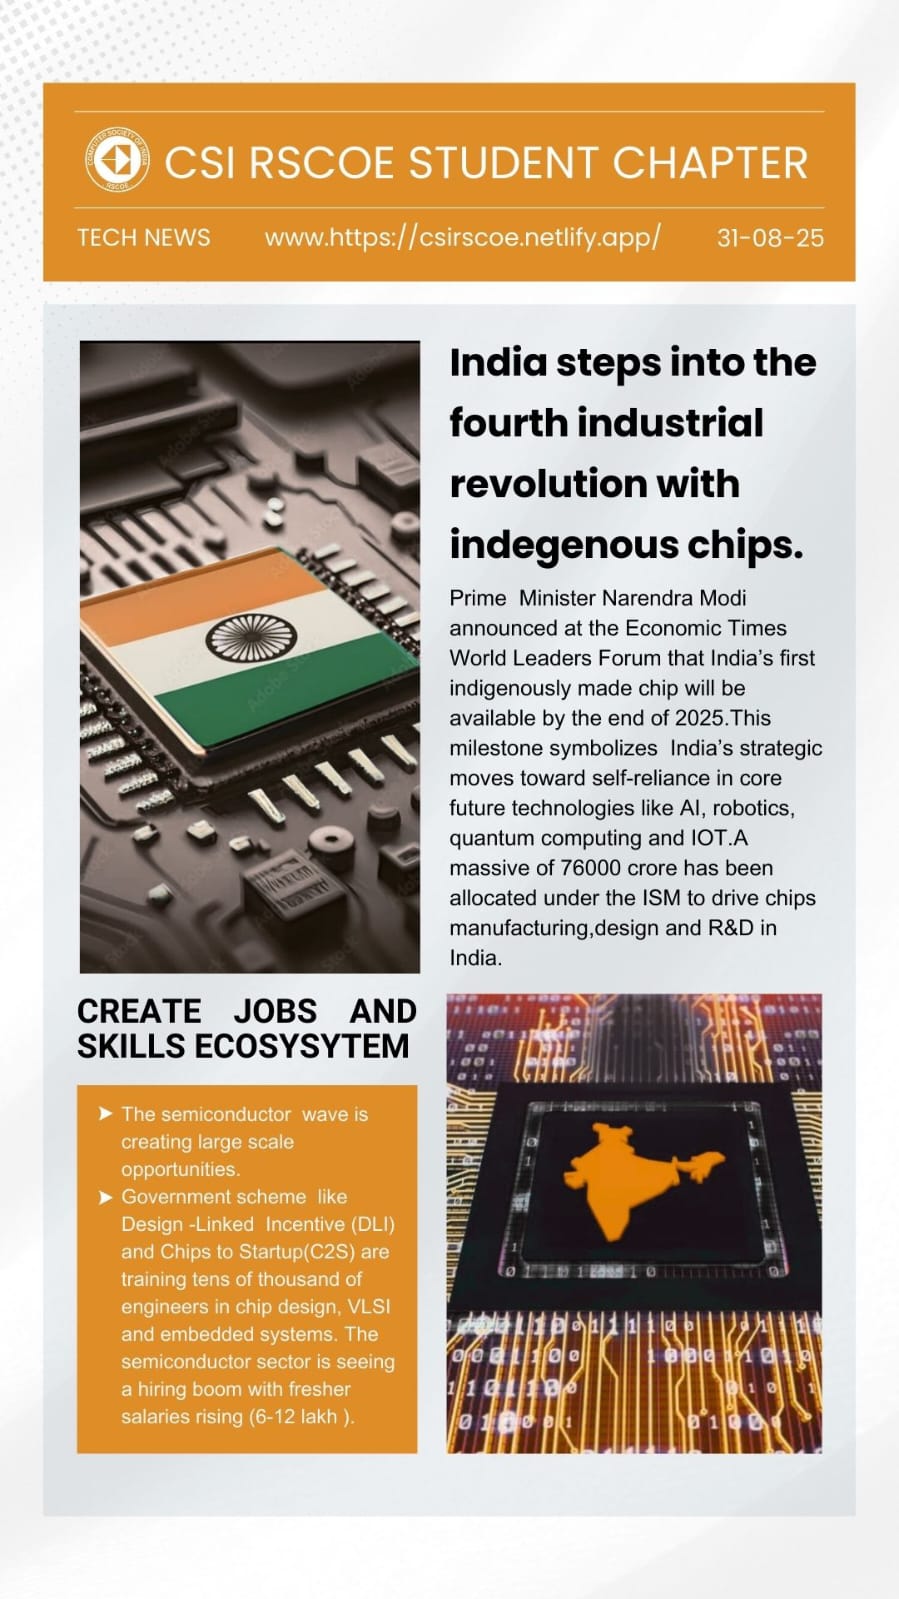 COMPUTER SOCIETY OF INDIA
RSCOE
CSI RSCOE STUDENT CHAPTER
TECH NEWS www.https://csirscoe.netlify.app/ 31-08-25
India steps into the
fourth industrial
revolution with
indegenous chips.
Prime Minister Narendra Modi
announced at the Economic Times
World Leaders Forum that India's first
indigenously made chip will be
available by the end of 2025.This
milestone symbolizes India's strategic
moves toward self-reliance in core
future technologies like AI, robotics,
quantum computing and IOT.A
massive of 76000 crore has been
allocated under the ISM to drive chips
manufacturing,design and R&D in
India.
CREATE JOBS AND
SKILLS ECOSYSYTEM
➤ The semiconductor wave is
creating large scale
opportunities.
➤ Government scheme like
Design -Linked Incentive (DLI)
and Chips to Startup(C2S) are
training tens of thousand of
engineers in chip design, VLSI
and embedded systems. The
semiconductor sector is seeing
a hiring boom with fresher
salaries rising (6-12 lakh ).